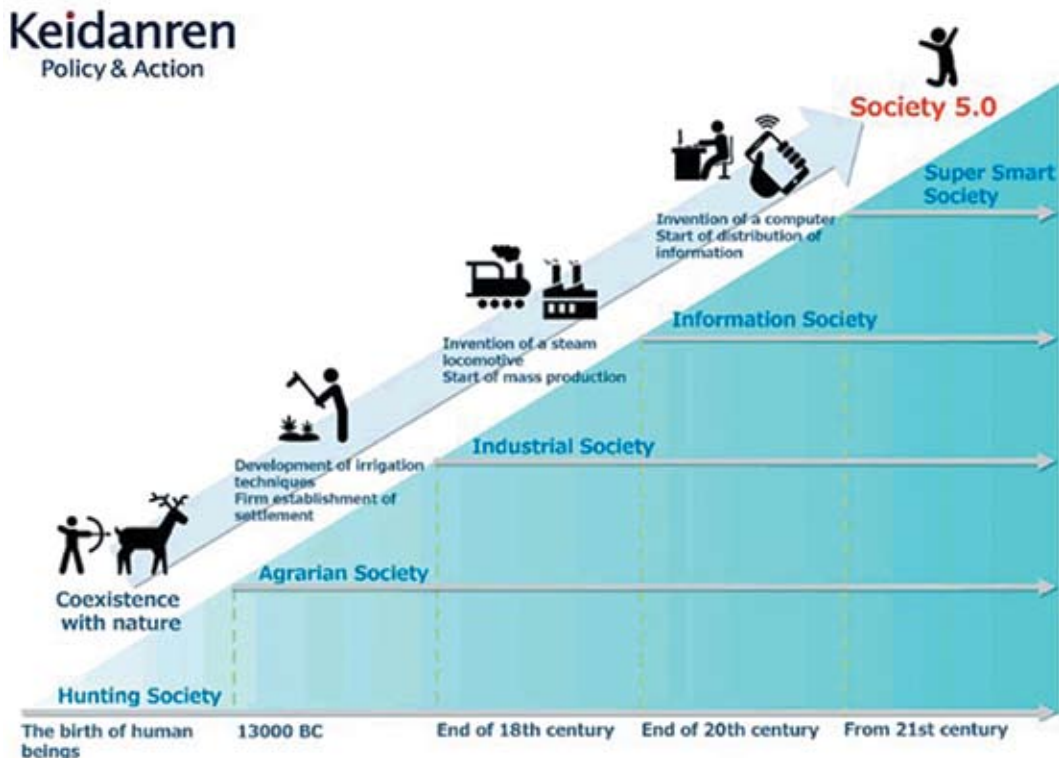 Keidanren
Policy & Action
Society 5.0
Super Smart
Society
Invention of a computer
Start of distribution of
information
Information Society
Invention of a steam
locomotive
Start of mass production
Industrial Society
Development of irrigation
techniques
Firm establishment of
settlement
Agrarian Society
Coexistence
with nature
Hunting Society
The birth of human
beings
13000 BC
End of 18th century
End of 20th century
From 21st century